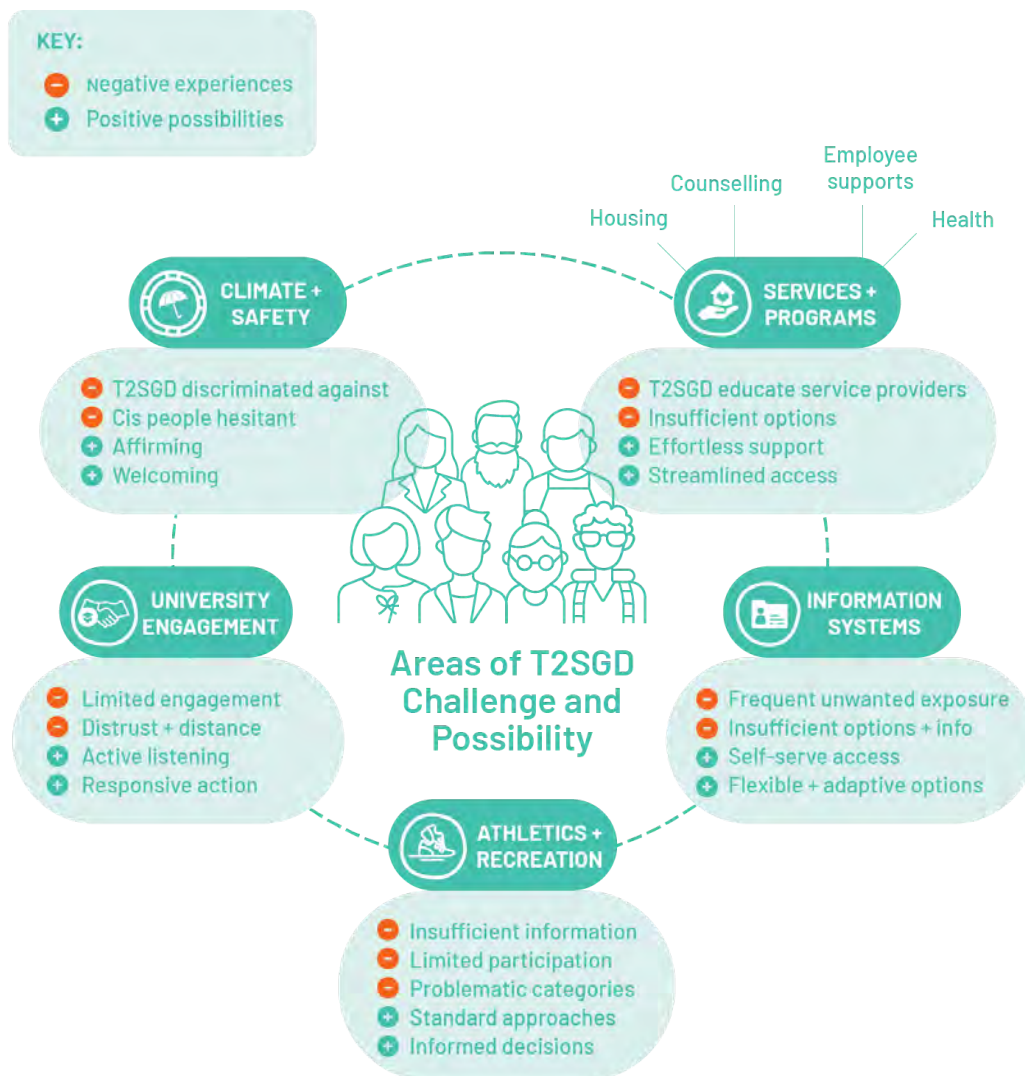 KEY:
Negative experiences
Positive possibilities
Housing
Counselling
Employee
supports
Health
CLIMATE +
SAFETY
T2SGD discriminated against
Cis people hesitant
Affirming
Welcoming
SERVICES +
PROGRAMS
T2SGD educate service providers
Insufficient options
Effortless support
Streamlined access
UNIVERSITY
ENGAGEMENT
Limited engagement
Distrust + distance
Active listening
Responsive action
Areas of T2SGD
Challenge and
Possibility
INFORMATION
SYSTEMS
Frequent unwanted exposure
Insufficient options + info
Self-serve access
Flexible + adaptive options
ATHLETICS +
RECREATION
Insufficient information
Limited participation
Problematic categories
Standard approaches
Informed decisions